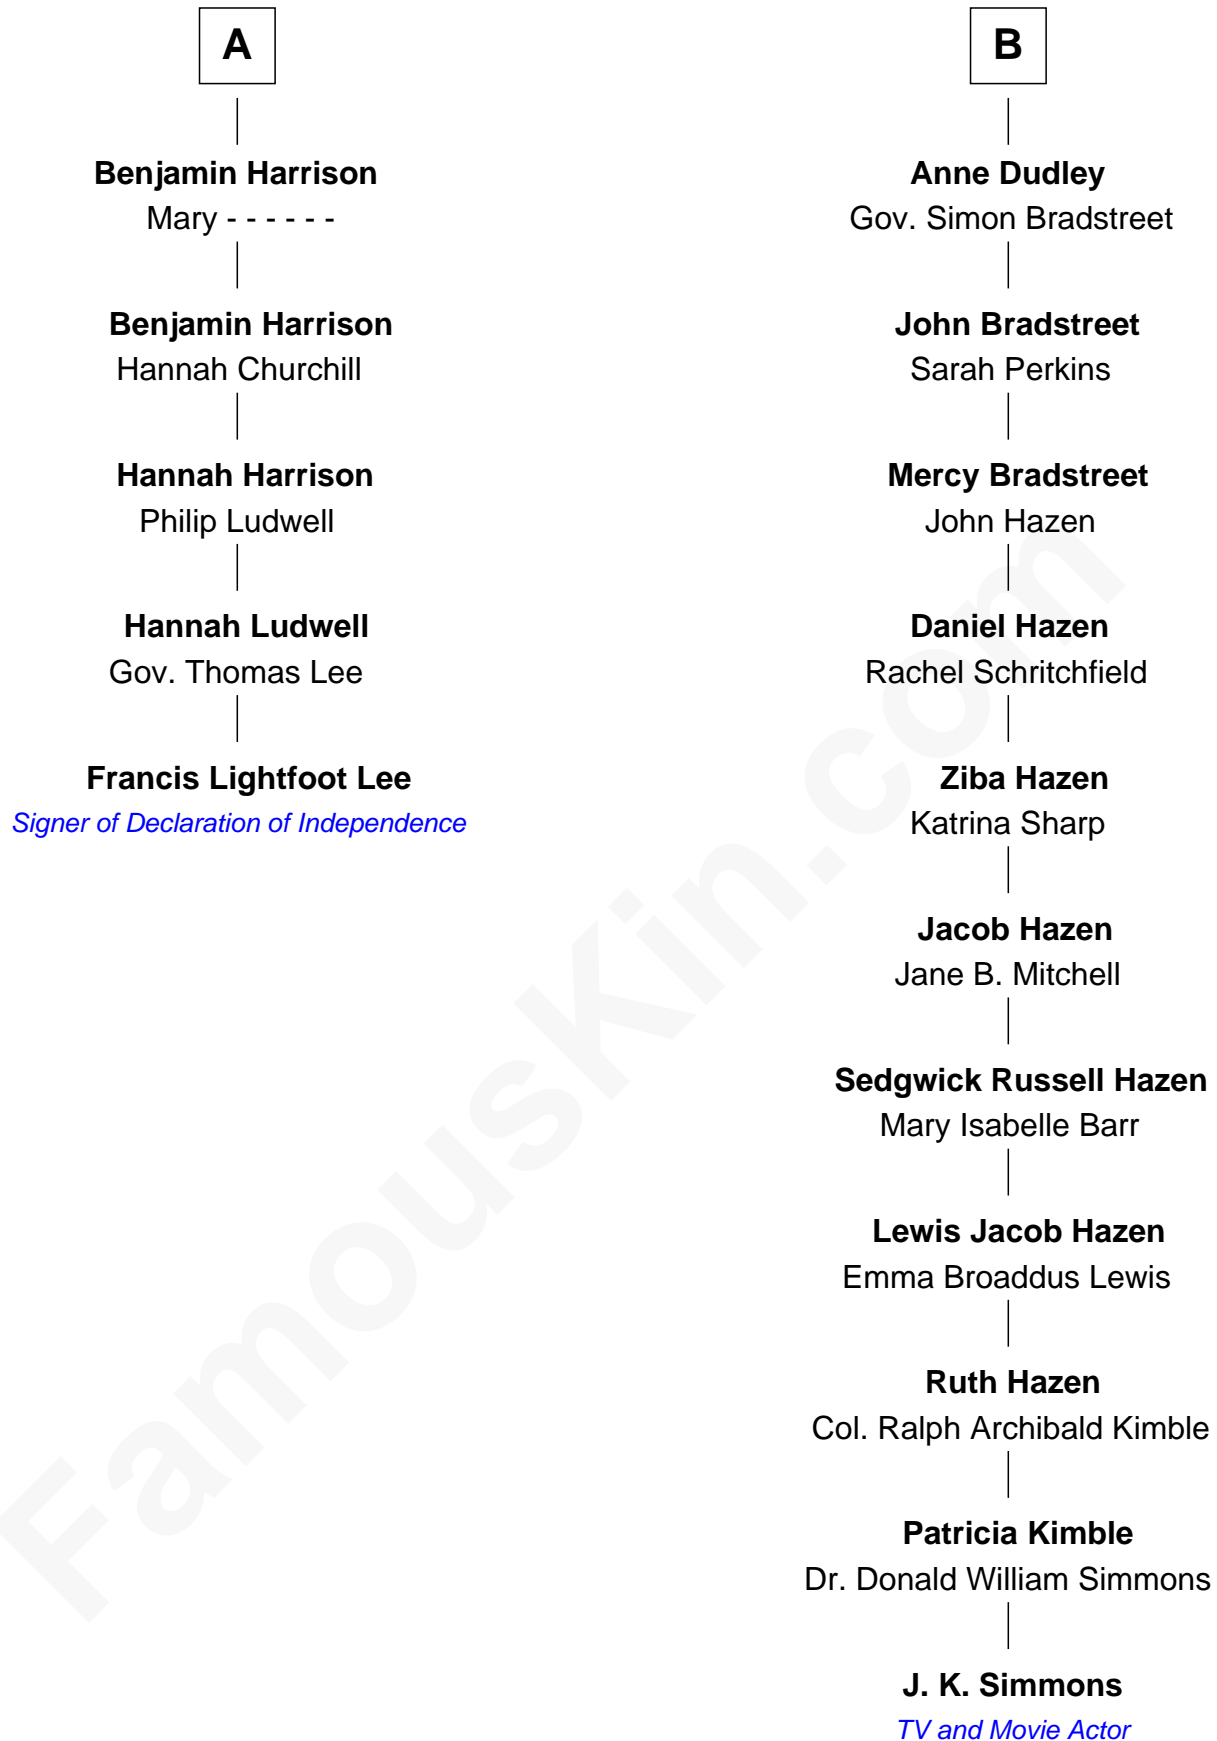 A
Benjamin Harrison
Mary - - - - - -
Benjamin Harrison
Hannah Churchill
Hannah Harrison
Philip Ludwell
Hannah Ludwell
Gov. Thomas Lee
Francis Lightfoot Lee
Signer of Declaration of Independence
B
Anne Dudley
Gov. Simon Bradstreet
John Bradstreet
Sarah Perkins
Mercy Bradstreet
John Hazen
Daniel Hazen
Rachel Schritchfield
Ziba Hazen
Katrina Sharp
Jacob Hazen
Jane B. Mitchell
Sedgwick Russell Hazen
Mary Isabelle Barr
Lewis Jacob Hazen
Emma Broaddus Lewis
Ruth Hazen
Col. Ralph Archibald Kimble
Patricia Kimble
Dr. Donald William Simmons
J. K. Simmons
TV and Movie Actor
FamousKin.com